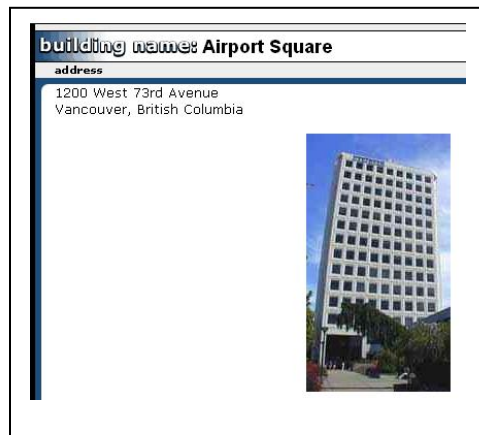 building name: Airport Square
address
1200 West 73rd Avenue
Vancouver, British Columbia